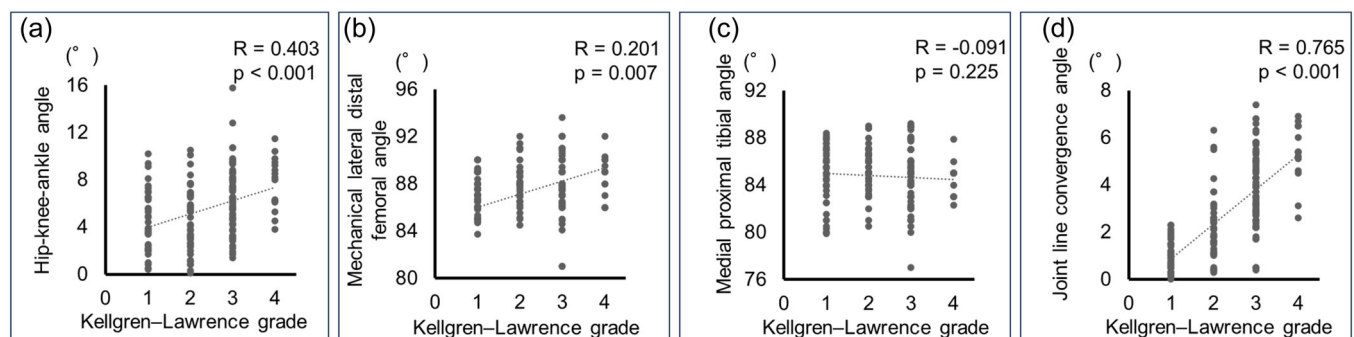 (a)
(° )
R = 0.403
p < 0.001
Hip-knee-ankle angle
16
12
8
4
0
0 1 2 3 4
Kellgren–Lawrence grade
(b)
(° )
R = 0.201
p = 0.007
Mechanical lateral distal
femoral angle
96
92
88
84
80
0 1 2 3 4
Kellgren–Lawrence grade
(c)
(° )
R = -0.091
p = 0.225
Medial proximal tibial angle
92
88
84
80
76
0 1 2 3 4
Kellgren–Lawrence grade
(d)
(° )
R = 0.765
p < 0.001
Joint line convergence angle
8
6
4
2
0
0 1 2 3 4
Kellgren–Lawrence grade